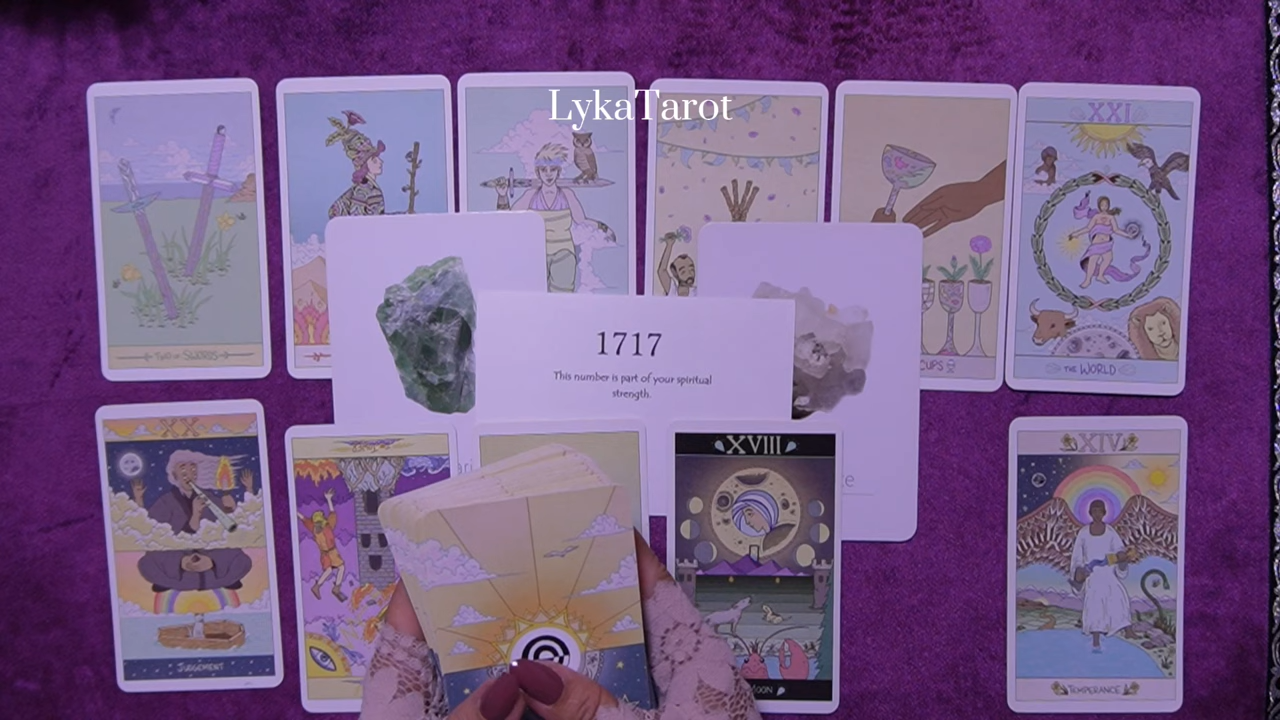 LykaTarot
XXI
TWO OF SWORDS
CUPS
THE WORLD
1717
This number is part of your spiritual
strength.
XX
XVIII
XIV
JUDGEMENT
MOON
TEMPERANCE